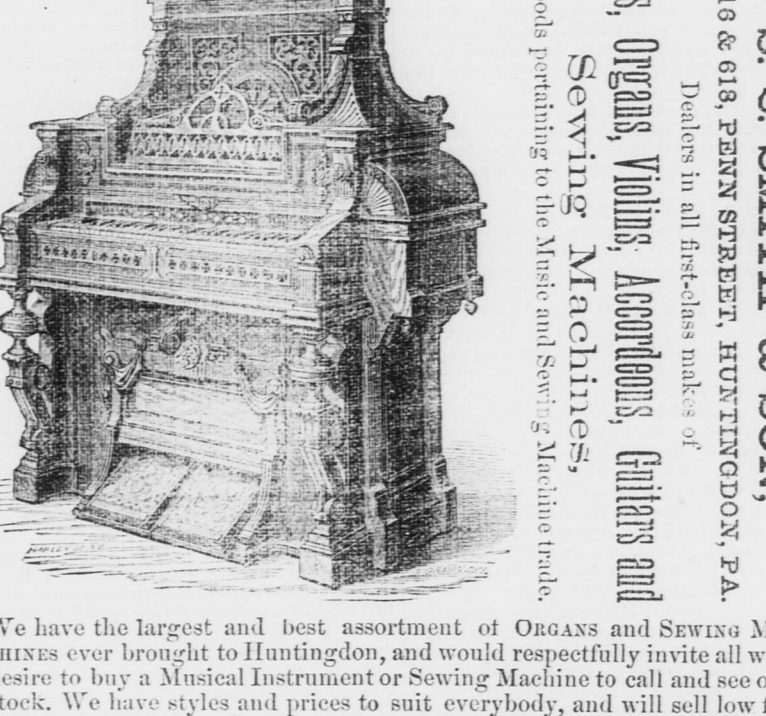 & SON,
16 & 618, PENN STREET, HUNTINGDON, PA.
Dealers in all first-class makes of
Organs, Violins, Accordeons, Guitars and
Sewing Machines,
pertaining to the Music and Sewing Machine trade.
We have the largest and best assortment of ORGANS and SEWING
HINES ever brought to Huntingdon, and would respectfully invite all
desire to buy a Musical Instrument or Sewing Machine to call and see
tock. We have styles and prices to suit everybody, and will sell low